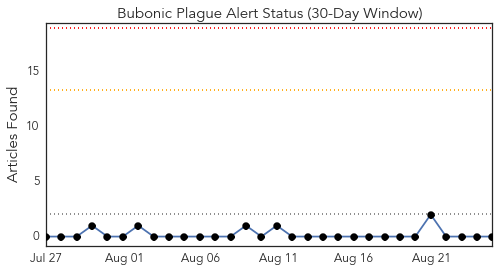 Bubonic Plague Alert Status (30-Day Window)
Articles Found
15
10
5
0
Jul 27 Aug 01 Aug 06 Aug 11 Aug 16 Aug 21